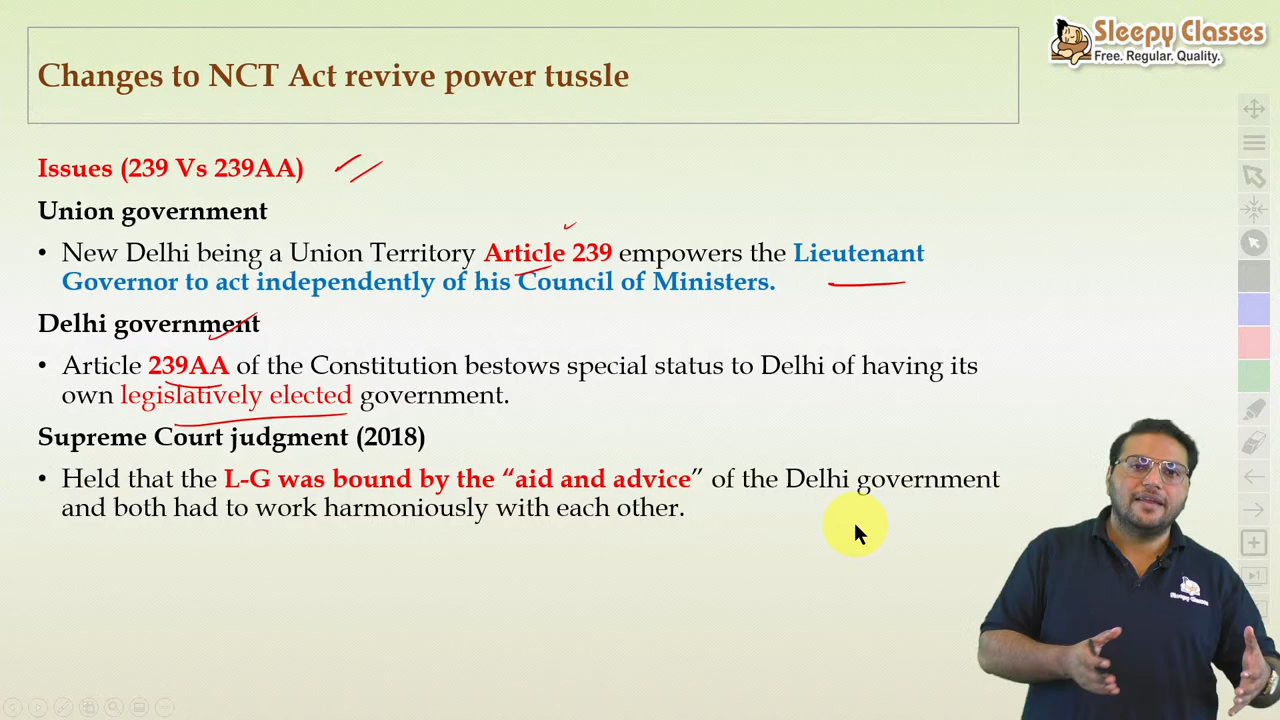 Sleepy Classes
Free. Regular. Quality.
Changes to NCT Act revive power tussle
Issues (239 Vs 239AA)
Union government
• New Delhi being a Union Territory Article 239 empowers the Lieutenant
Governor to act independently of his Council of Ministers.
Delhi government
• Article 239AA of the Constitution bestows special status to Delhi of having its
own legislatively elected government.
Supreme Court judgment (2018)
• Held that the L-G was bound by the “aid and advice” of the Delhi government
and both had to work harmoniously with each other.
Sleepy Classes